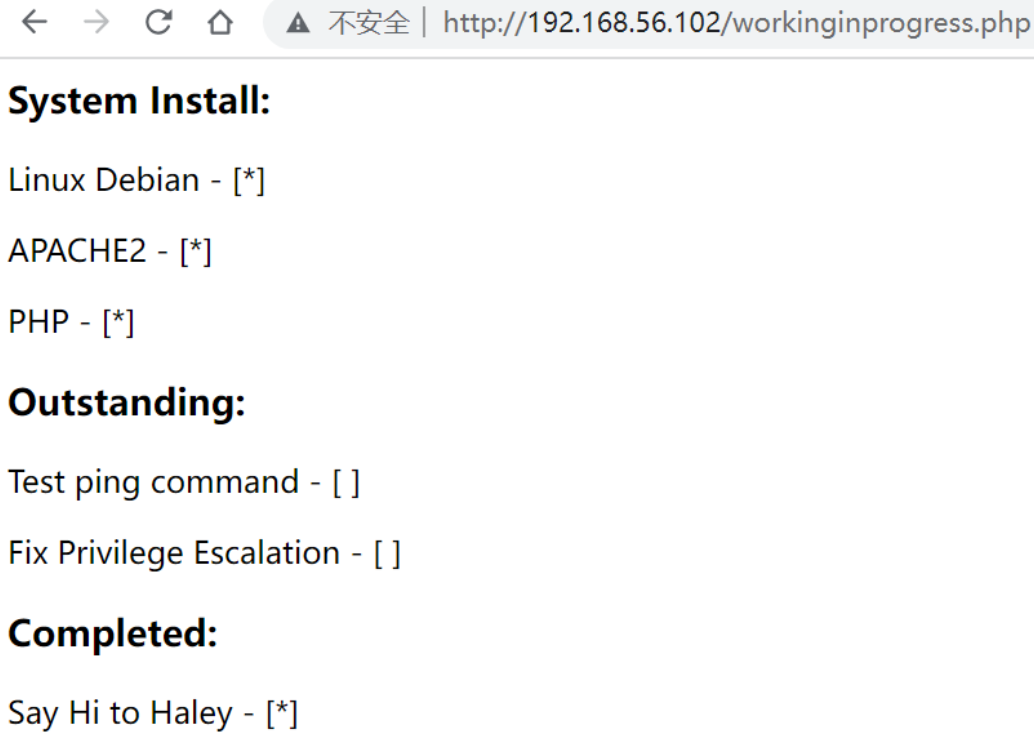 不安全 | http://192.168.56.102/workinginprogress.php
System Install:
Linux Debian - [*]
APACHE2 - [*]
PHP - [*]
Outstanding:
Test ping command - [ ]
Fix Privilege Escalation - [ ]
Completed:
Say Hi to Haley - [*]